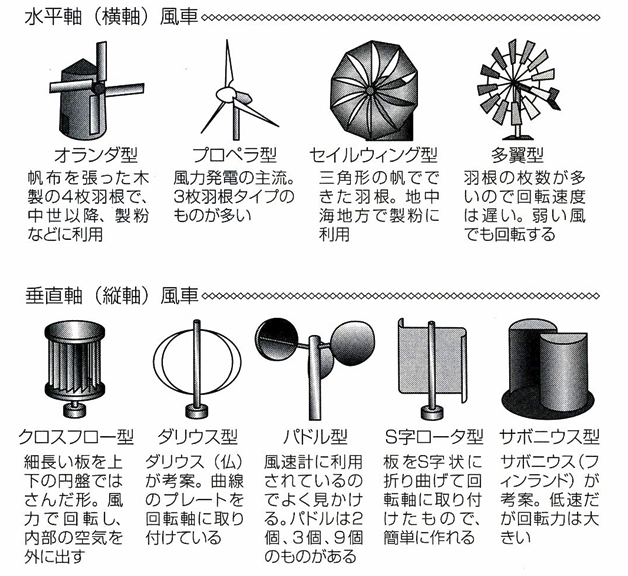 水平軸（横軸）風車
オランダ型
帆布を張った木
製の4枚羽根で、
中世以降、製粉
などに利用
プロペラ型
風力発電の主流。
3枚羽根タイプの
ものが多い
セイルウィング型
三角形の帆でで
きた羽根。地中
海地方で製粉に
利用
多翼型
羽根の枚数が多
いので回転速度
は遅い。弱い風
でも回転する
垂直軸（縦軸）風車
クロスフロー型
細長い板を上
下の円盤では
さんだ形。風
力で回転し、
内部の空気を
外に出す
ダリウス型
ダリウス（仏）
が考案。曲線
のプレートを
回転軸に取り
付けている
パドル型
風速計に利用
されているの
でよく見かけ
る。パドルは2
個、3個、9個
のものがある
S字ロータ型
板をS字状に
折り曲げて回
転軸に取り付
けたもので、
簡単に作れる
サボニウス型
サボニウス（フ
ィンランド）が
考案。低速だ
が回転力は大
きい